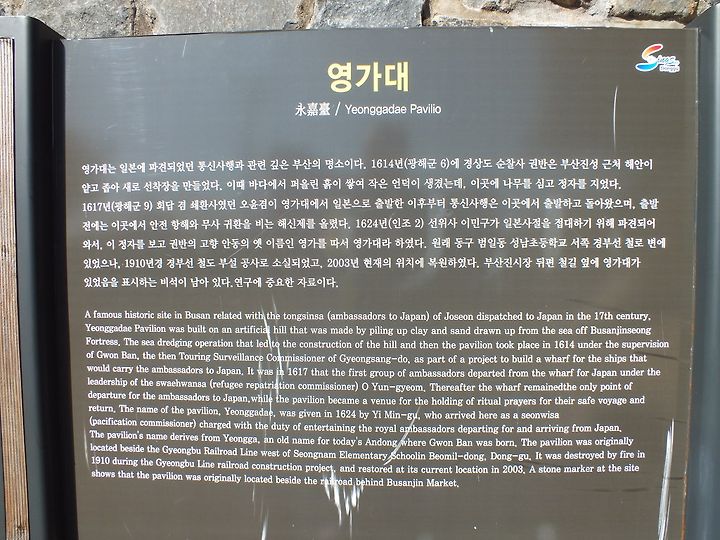 영가대
永嘉臺 / Yeonggadae Pavilio
영가대는 일본에 파견되었던 통신사행과 관련 깊은 부산의 명소이다. 1614년(광해군 6)에 경상도 순찰사 권반은 부산진성 근처 해안이
얕고 좁아 새로 선착장을 만들었다. 이때 바다에서 퍼올린 흙이 쌓여 작은 언덕이 생겼는데, 이곳에 나무를 심고 정자를 지었다.
1617년(광해군 9) 회담 겸 쇄환사였던 오윤겸이 영가대에서 일본으로 출발한 이후부터 통신사행은 이곳에서 출발하고 돌아왔으며, 출발
전에는 이곳에서 안전 항해와 무사 귀환을 비는 해신제를 올렸다. 1624년(인조 2) 선위사 이민구가 일본사절을 접대하기 위해 파견되어
와서, 이 정자를 보고 권반의 고향 안동의 옛 이름인 영가를 따서 영가대라 하였다. 원래 동구 범일동 성남초등학교 서쪽 경부선 철로 변에
있었으나, 1910년경 경부선 철도 부설 공사로 소실되었고, 2003년 현재의 위치에 복원하였다. 부산진시장 뒤편 철길 옆에 영가대가
있었음을 표시하는 비석이 남아 있다.연구에 중요한 자료이다.
A famous historic site in Busan related with the tongsinsa (ambassadors to Japan) of Joseon dispatched to Japan in the 17th century,
Yeonggadae Pavilion was built on an artificial hill that was made by piling up clay and sand drawn up from the sea off Busanjinseong
Fortress. The sea dredging operation that led to the construction of the hill and then the pavilion took place in 1614 under the supervision
of Gwon Ban, the then Touring Surveillance Commissioner of Gyeongsang-do, as part of a project to build a wharf for the ships that
would carry the ambassadors to Japan. It was in 1617 that the first group of ambassadors departed from the wharf for Japan under the
leadership of the swaehwansa (refugee repatriation commissioner) O Yun-gyeom. Thereafter the wharf remainedthe only point of
departure for the ambassadors to Japan,while the pavilion became a venue for the holding of ritual prayers for their safe voyage and
return. The name of the pavilion, Yeonggadae, was given in 1624 by Yi Min-gu, who arrived here as a seonwisa
(pacification commissioner) charged with the duty of entertaining the royal ambassadors departing for and arriving from Japan.
The pavilion's name derives from Yeongga, an old name for today's Andong where Gwon Ban was born. The pavilion was originally
located beside the Gyeongbu Railroad Line west of Seongnam Elementary Schoolin Beomil-dong, Dong-gu. It was destroyed by fire in
1910 during the Gyeongbu Line railroad construction project, and restored at its current location in 2003. A stone marker at the site
shows that the pavilion was originally located beside the railroad behind Busanjin Market.